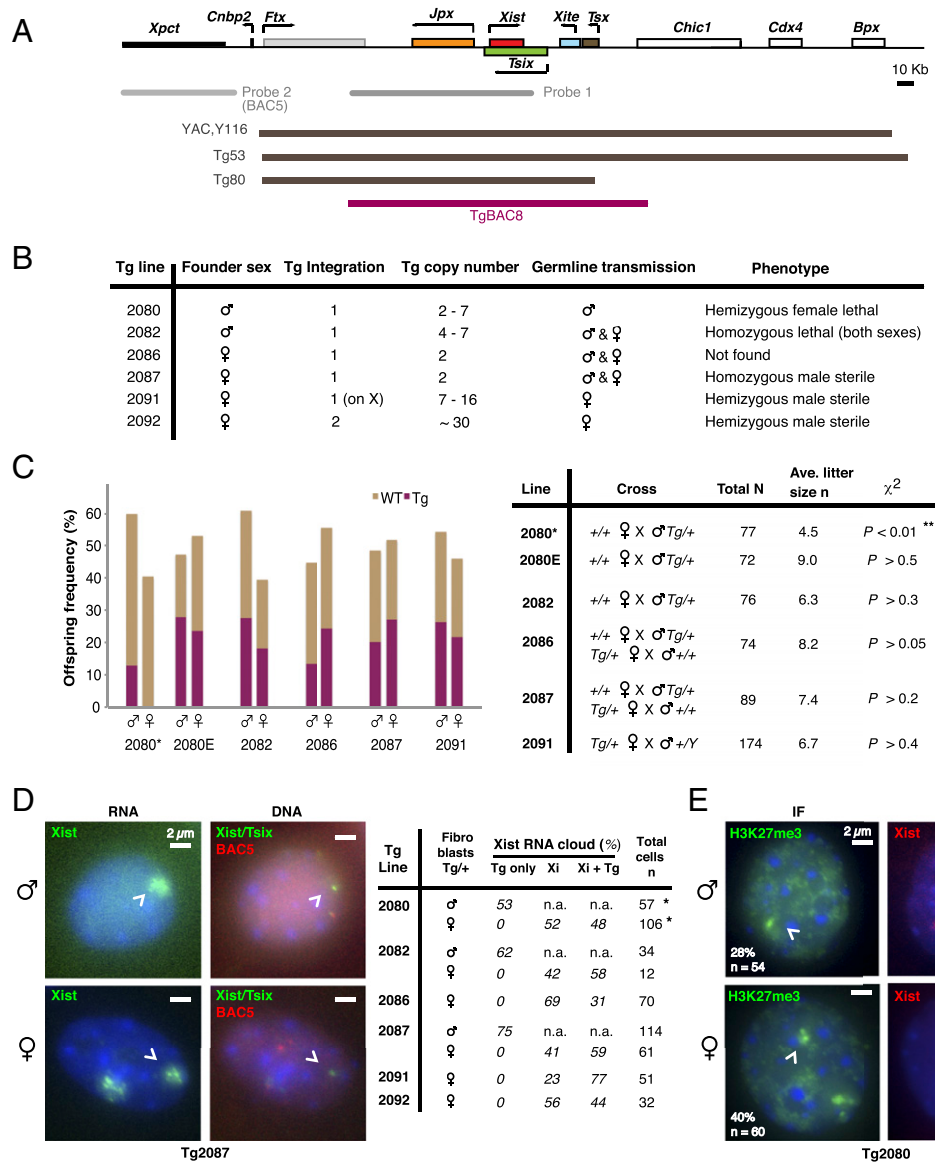 A
Cnbp2 Ftx Jpx Xist Xite Tsx
Xpct Chic1 Cdx4 Bpx
Tsix
10 Kb
Probe 2
(BAC5)
Probe 1
YAC,Y116
Tg53
Tg80
TgBAC8
B
Tg line Founder sex Tg Integration Tg copy number Germline transmission Phenotype
2080 ♂ 1 2 - 7 ♂ Hemizygous female lethal
2082 ♂ 1 4 - 7 ♂ & ♀ Homozygous lethal (both sexes)
2086 ♀ 1 2 ♂ & ♀ Not found
2087 ♀ 1 2 ♂ & ♀ Homozygous male sterile
2091 ♀ 1 (on X) 7 - 16 ♀ Hemizygous male sterile
2092 ♀ 2 ~ 30 ♀ Hemizygous male sterile
C
Offspring frequency (%)
WT Tg
60
50
40
30
20
10
0
♂ ♀ ♂ ♀ ♂ ♀ ♂ ♀ ♂ ♀ ♂ ♀
2080* 2080E 2082 2086 2087 2091
Line Cross Total N Ave. litter size n χ2
2080* +/+ ♀ X ♂ Tg/+ 77 4.5 P < 0.01 **
2080E +/+ ♀ X ♂ Tg/+ 72 9.0 P > 0.5
2082 +/+ ♀ X ♂ Tg/+ 76 6.3 P > 0.3
2086 +/+ ♀ X ♂ Tg/+ 74 8.2 P > 0.05
Tg/+ ♀ X ♂ +/+
2087 +/+ ♀ X ♂ Tg/+ 89 7.4 P > 0.2
Tg/+ ♀ X ♂ +/+
2091 Tg/+ ♀ X ♂ +/Y 174 6.7 P > 0.4
D
RNA DNA
Xist
2 µm
Xist/Tsix
BAC5
♂
Xist
Xist/Tsix
BAC5
♀
Tg2087
Tg Line Fibro blasts Tg/+ Xist RNA cloud (%) Total cells n
Tg only Xi Xi + Tg
2080 ♂ 53 n.a. n.a. 57 *
♀ 0 52 48 106 *
2082 ♂ 62 n.a. n.a. 34
♀ 0 42 58 12
2086 ♀ 0 69 31 70
2087 ♂ 75 n.a. n.a. 114
♀ 0 41 59 61
2091 ♀ 0 23 77 51
2092 ♀ 0 56 44 32
E
IF
H3K27me3
2 µm
Xist
♂
28%
n = 54
H3K27me3
Xist
♀
40%
n = 60
Tg2080